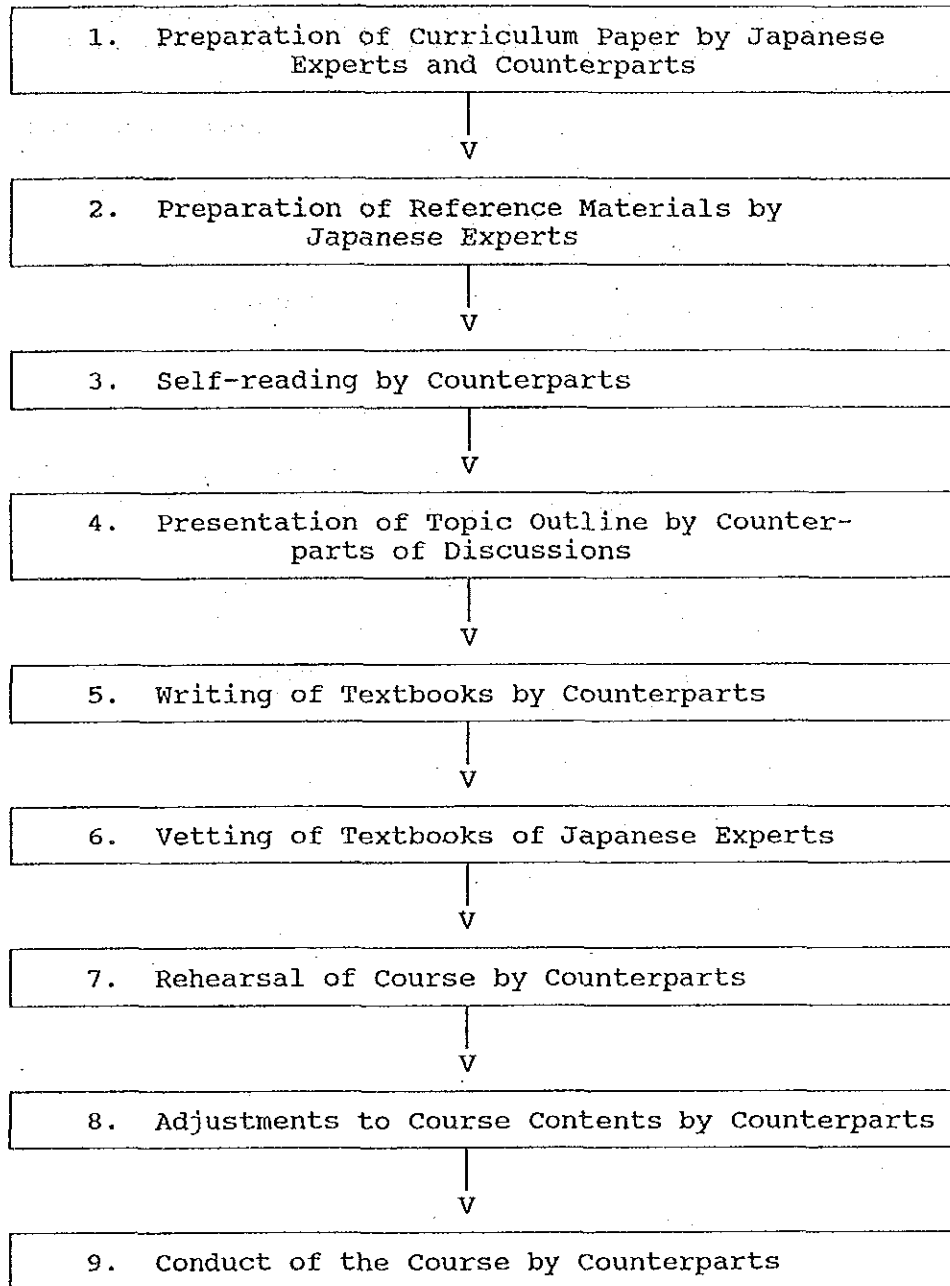 1. Preparation of Curriculum Paper by Japanese
Experts and Counterparts
V
2. Preparation of Reference Materials by
Japanese Experts
V
3. Self-reading by Counterparts
V
4. Presentation of Topic Outline by Counter-
parts of Discussions
V
5. Writing of Textbooks by Counterparts
V
6. Vetting of Textbooks of Japanese Experts
V
7. Rehearsal of Course by Counterparts
V
8. Adjustments to Course Contents by Counterparts
V
9. Conduct of the Course by Counterparts